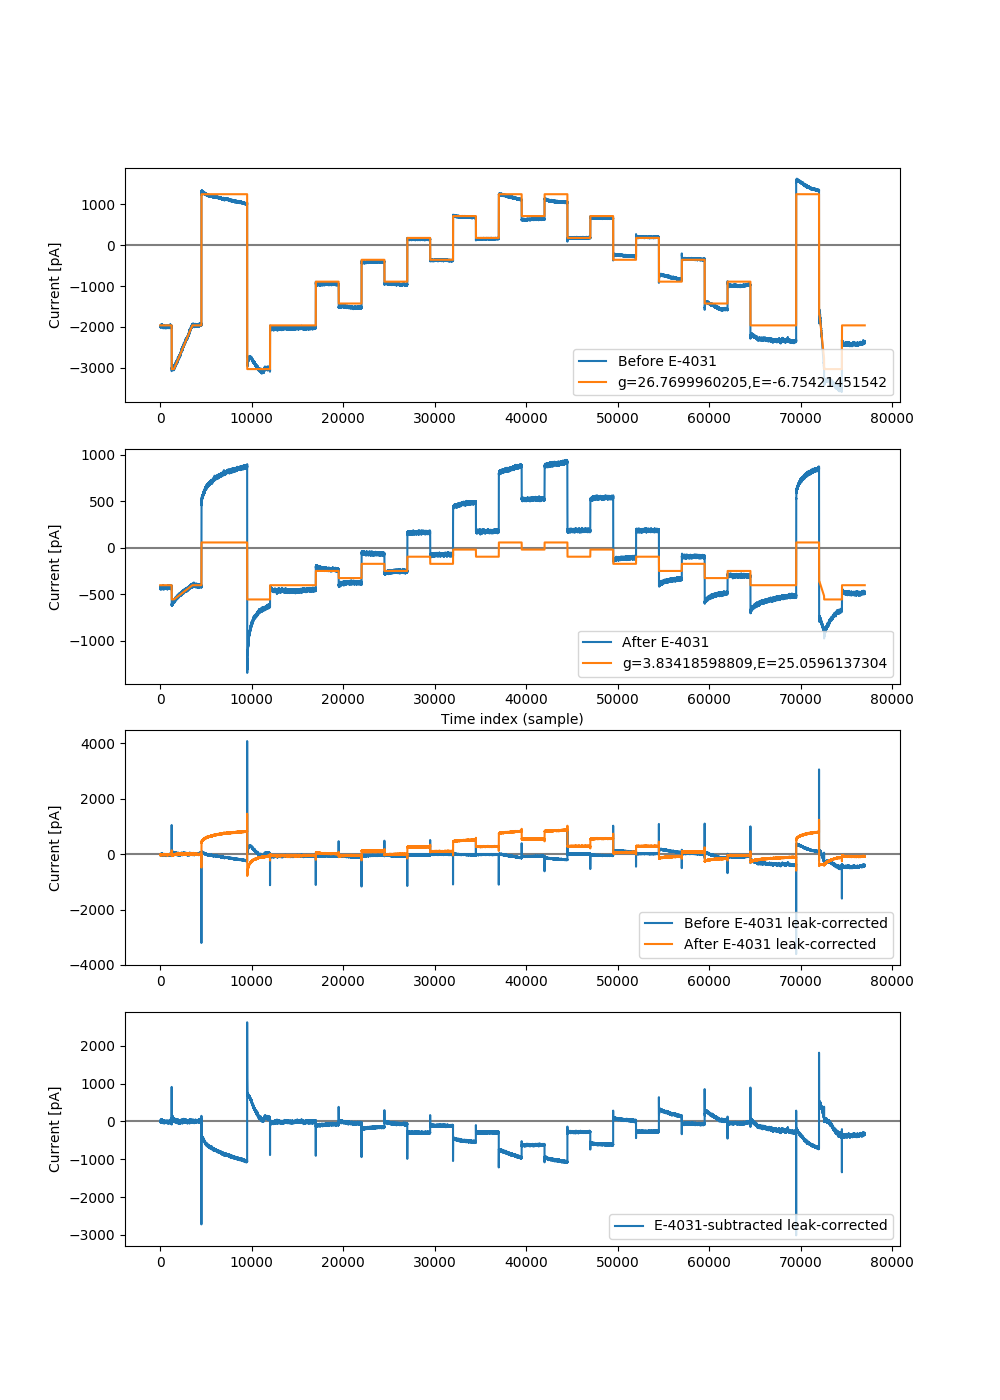 1000
0
−1000
−2000
−3000
Current [pA]
Before E-4031
g=26.7699960205,E=-6.75421451542
0 10000 20000 30000 40000 50000 60000 70000 80000
1000
500
0
−500
−1000
Current [pA]
After E-4031
g=3.83418598809,E=25.0596137304
0 10000 20000 30000 40000 50000 60000 70000 80000
Time index (sample)
4000
2000
0
−2000
−4000
Current [pA]
Before E-4031 leak-corrected
After E-4031 leak-corrected
0 10000 20000 30000 40000 50000 60000 70000 80000
2000
1000
0
−1000
−2000
−3000
Current [pA]
E-4031-subtracted leak-corrected
0 10000 20000 30000 40000 50000 60000 70000 80000